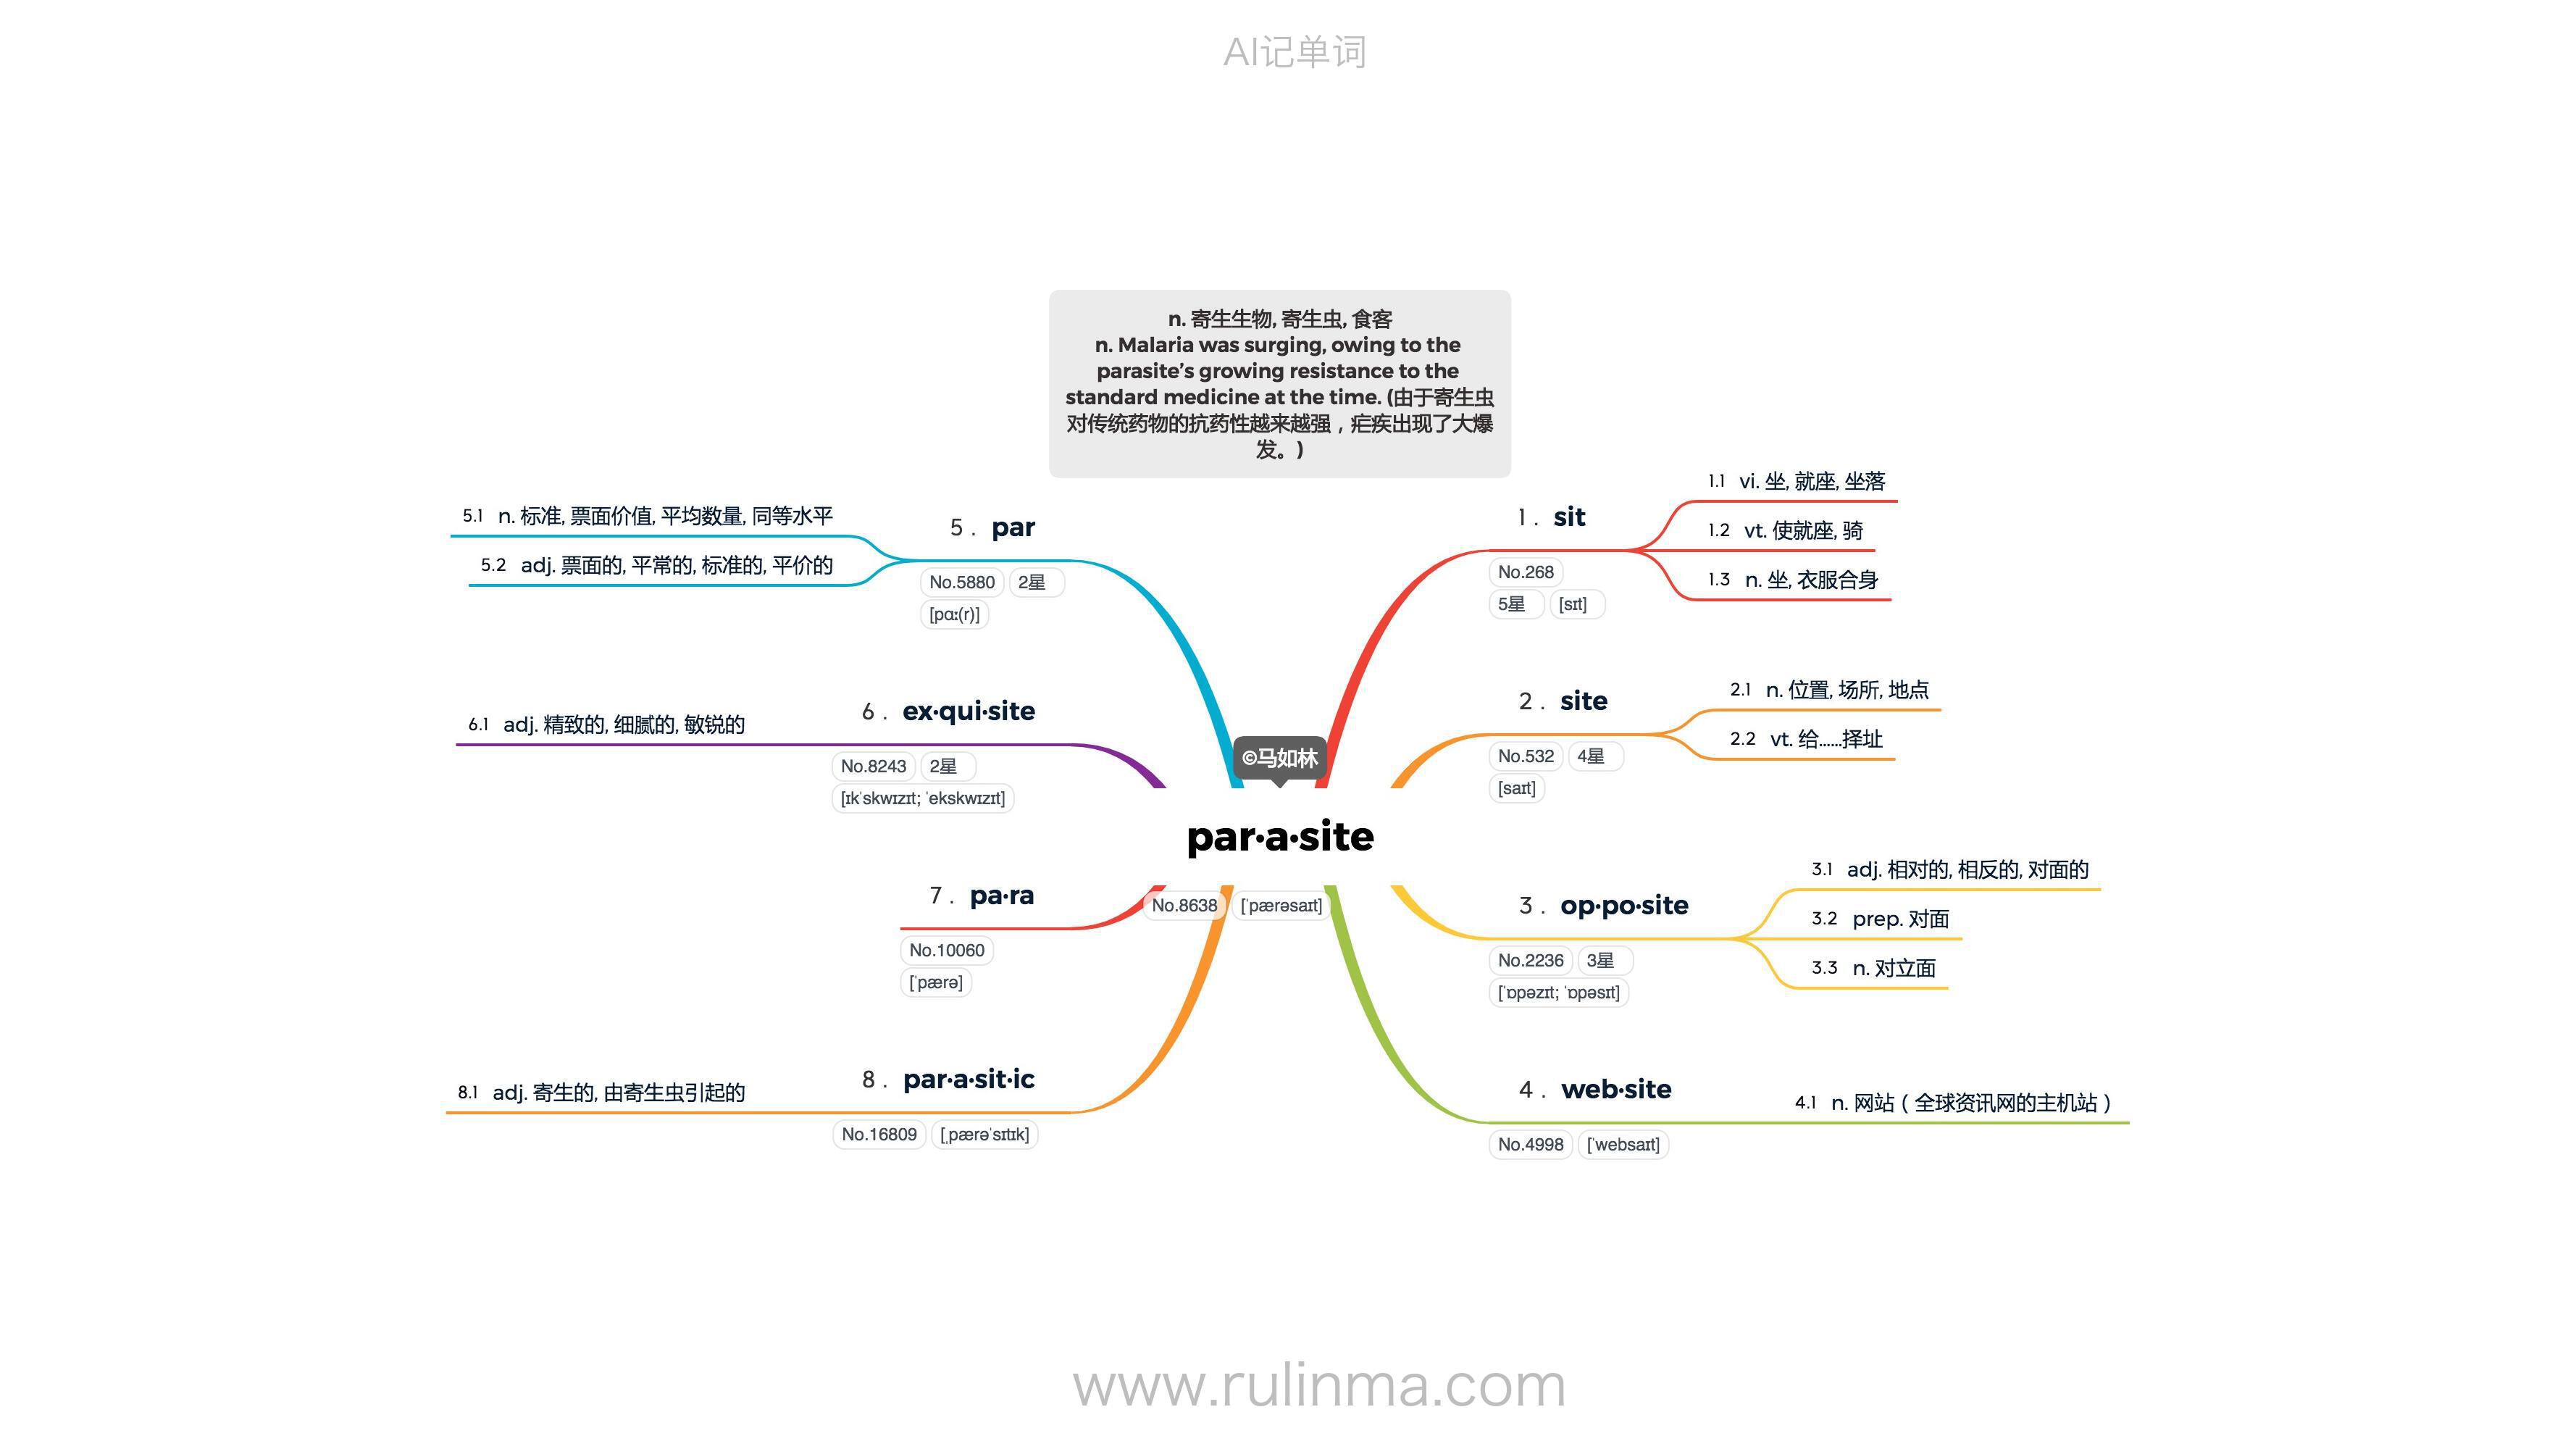 AI记单词
n. 寄生生物, 寄生虫, 食客
n. Malaria was surging, owing to the
parasite’s growing resistance to the
standard medicine at the time. (由于寄生虫
对传统药物的抗药性越来越强，疟疾出现了大爆
发。)
©马如林
par·a·site
No.8638 [ˈpærəsaɪt]
1. sit
No.268
5星 [sɪt]
1.1 vi. 坐, 就座, 坐落
1.2 vt. 使就座, 骑
1.3 n. 坐, 衣服合身
2. site
No.532 4星
[saɪt]
2.1 n. 位置, 场所, 地点
2.2 vt. 给……择址
3. op·po·site
No.2236 3星
[ˈɒpəzɪt; ˈɒpəsɪt]
3.1 adj. 相对的, 相反的, 对面的
3.2 prep. 对面
3.3 n. 对立面
4. web·site
No.4998 [ˈwebsaɪt]
4.1 n. 网站（全球资讯网的主机站）
5. par
No.5880 2星
[pɑː(r)]
5.1 n. 标准, 票面价值, 平均数量, 同等水平
5.2 adj. 票面的, 平常的, 标准的, 平价的
6. ex·qui·site
No.8243 2星
[ɪkˈskwɪzɪt; ˈekskwɪzɪt]
6.1 adj. 精致的, 细腻的, 敏锐的
7. pa·ra
No.10060
[ˈpærə]
8. par·a·sit·ic
No.16809 [ˌpærəˈsɪtɪk]
8.1 adj. 寄生的, 由寄生虫引起的
www.rulinma.com